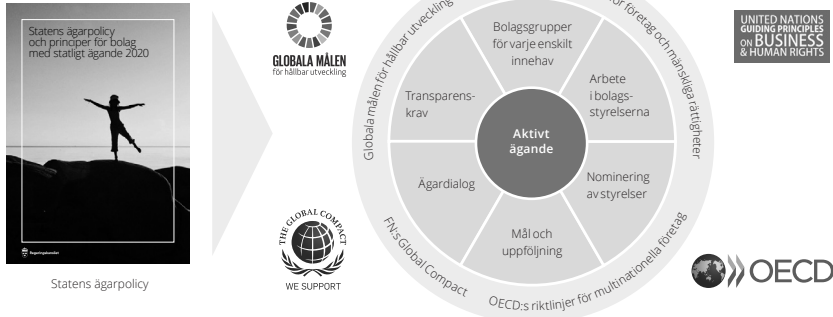 Statens ägarpolicy
och principer för bolag
med statligt ägande 2020
Regeringskansliet
Statens ägarpolicy
GLOBALA MÅLEN
för hållbar utveckling
THE GLOBAL COMPACT
WE SUPPORT
Globala målen för hållbar utveckling
för företag och mänskliga rättigheter
FN:s Global Compact
OECD:s riktlinjer för multinationella företag
Bolagsgrupper
för varje enskilt
innehav
Arbete
i bolags-
styrelserna
Nominering
av styrelser
Mål och
uppföljning
Ägardialog
Transparens-
krav
Aktivt
ägande
UNITED NATIONS
GUIDING PRINCIPLES
ON BUSINESS
& HUMAN RIGHTS
OECD